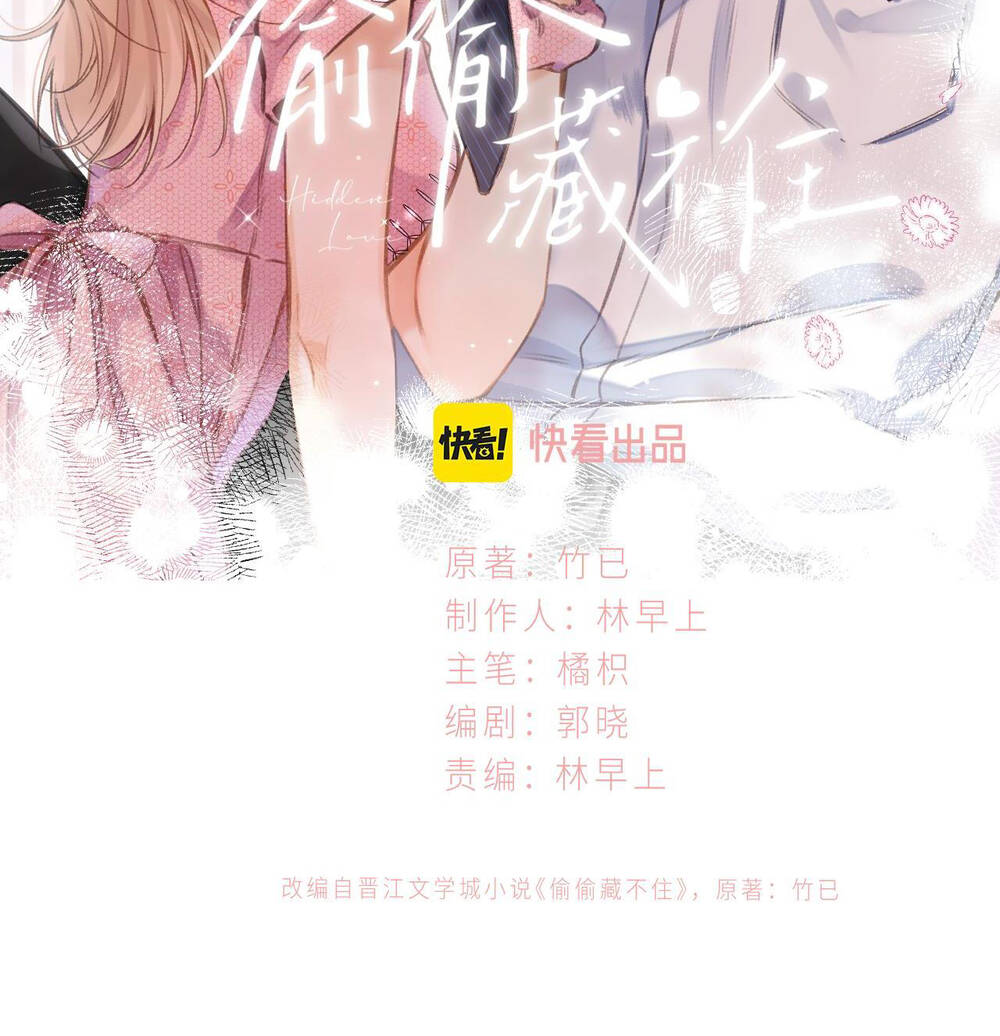 偷偷藏不住
Hidden
Love
快看! 快看出品
原著：竹已
制作人：林早上
主笔：橘枳
编剧：郭晓
责编：林早上
改编自晋江文学城小说《偷偷藏不住》，原著：竹已